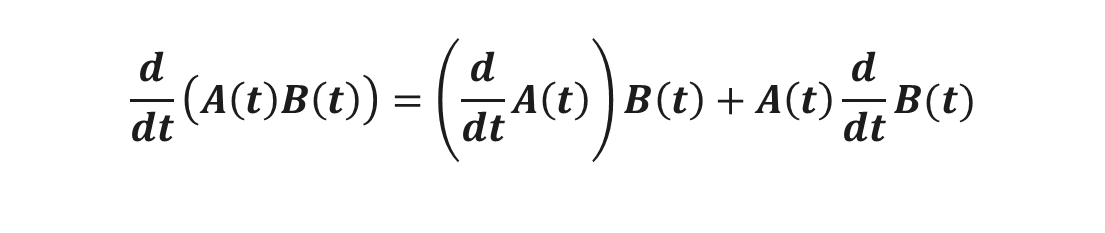 d/dt (A(t)B(t)) = (d/dt A(t)) B(t) + A(t) d/dt B(t)